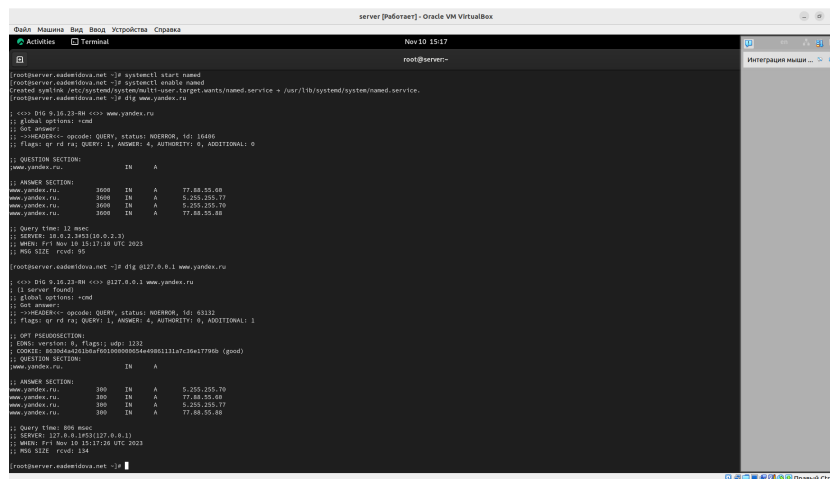 server [Работает] - Oracle VM VirtualBox
Файл Машина Вид Ввод Устройства Справка
Activities Terminal Nov 10 15:17
root@server:~
Интеграция мыши ...
[root@server.eademidova.net ~]# systemctl start named
[root@server.eademidova.net ~]# systemctl enable named
Created symlink /etc/systemd/system/multi-user.target.wants/named.service → /usr/lib/systemd/system/named.service.
[root@server.eademidova.net ~]# dig www.yandex.ru
; <<>> DiG 9.16.23-RH <<>> www.yandex.ru
;; global options: +cmd
;; Got answer:
;; ->>HEADER<<- opcode: QUERY, status: NOERROR, id: 16406
;; flags: qr rd ra; QUERY: 1, ANSWER: 4, AUTHORITY: 0, ADDITIONAL: 0
;; QUESTION SECTION:
;www.yandex.ru. IN A
;; ANSWER SECTION:
www.yandex.ru. 3600 IN A 77.88.55.60
www.yandex.ru. 3600 IN A 5.255.255.77
www.yandex.ru. 3600 IN A 5.255.255.70
www.yandex.ru. 3600 IN A 77.88.55.88
;; Query time: 12 msec
;; SERVER: 10.0.2.3#53(10.0.2.3)
;; WHEN: Fri Nov 10 15:17:10 UTC 2023
;; MSG SIZE rcvd: 95
[root@server.eademidova.net ~]# dig @127.0.0.1 www.yandex.ru
; <<>> DiG 9.16.23-RH <<>> @127.0.0.1 www.yandex.ru
; (1 server found)
;; global options: +cmd
;; Got answer:
;; ->>HEADER<<- opcode: QUERY, status: NOERROR, id: 63132
;; flags: qr rd ra; QUERY: 1, ANSWER: 4, AUTHORITY: 0, ADDITIONAL: 1
;; OPT PSEUDOSECTION:
; EDNS: version: 0, flags:; udp: 1232
; COOKIE: (good)
;; QUESTION SECTION:
;www.yandex.ru. IN A
;; ANSWER SECTION:
www.yandex.ru. 300 IN A 5.255.255.70
www.yandex.ru. 300 IN A 77.88.55.60
www.yandex.ru. 300 IN A 5.255.255.77
www.yandex.ru. 300 IN A 77.88.55.88
;; Query time: 806 msec
;; SERVER: 127.0.0.1#53(127.0.0.1)
;; WHEN: Fri Nov 10 15:17:26 UTC 2023
;; MSG SIZE rcvd: 134
[root@server.eademidova.net ~]#
Правый Ctrl